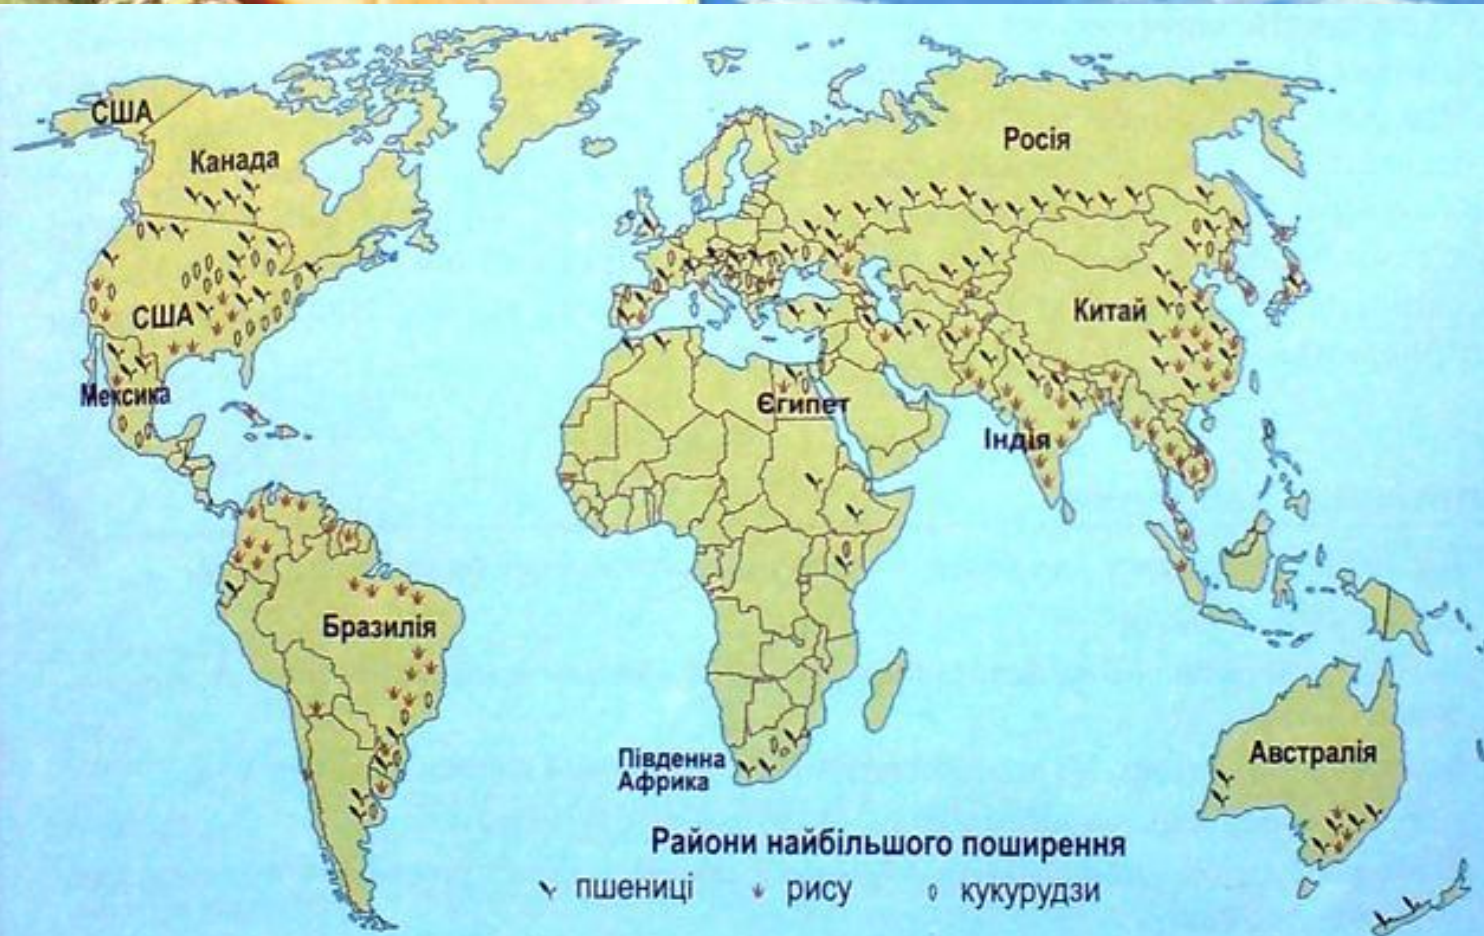 США
Канада
Росія
США
Китай
Мексика
Єгипет
Індія
Бразилія
Південна
Африка
Австралія
Райони найбільшого поширення
пшениці рису кукурудзи